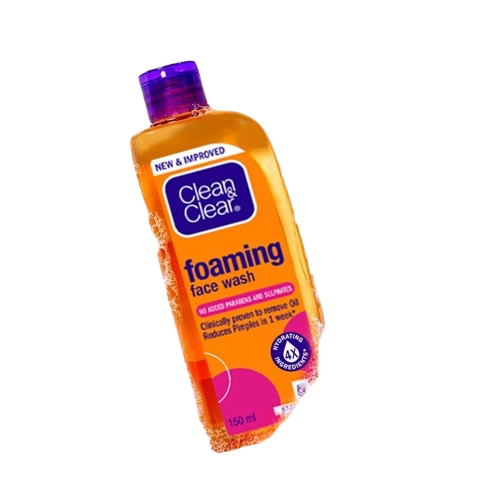 NEW & IMPROVED
Clean &
Clear®
foaming
face wash
NO ADDED PARABENS AND SULPHATES
Clinically proven to remove Oil
Reduces Pimples in 1 week*
HYDRATING
4X
INGREDIENTS*
150 ml